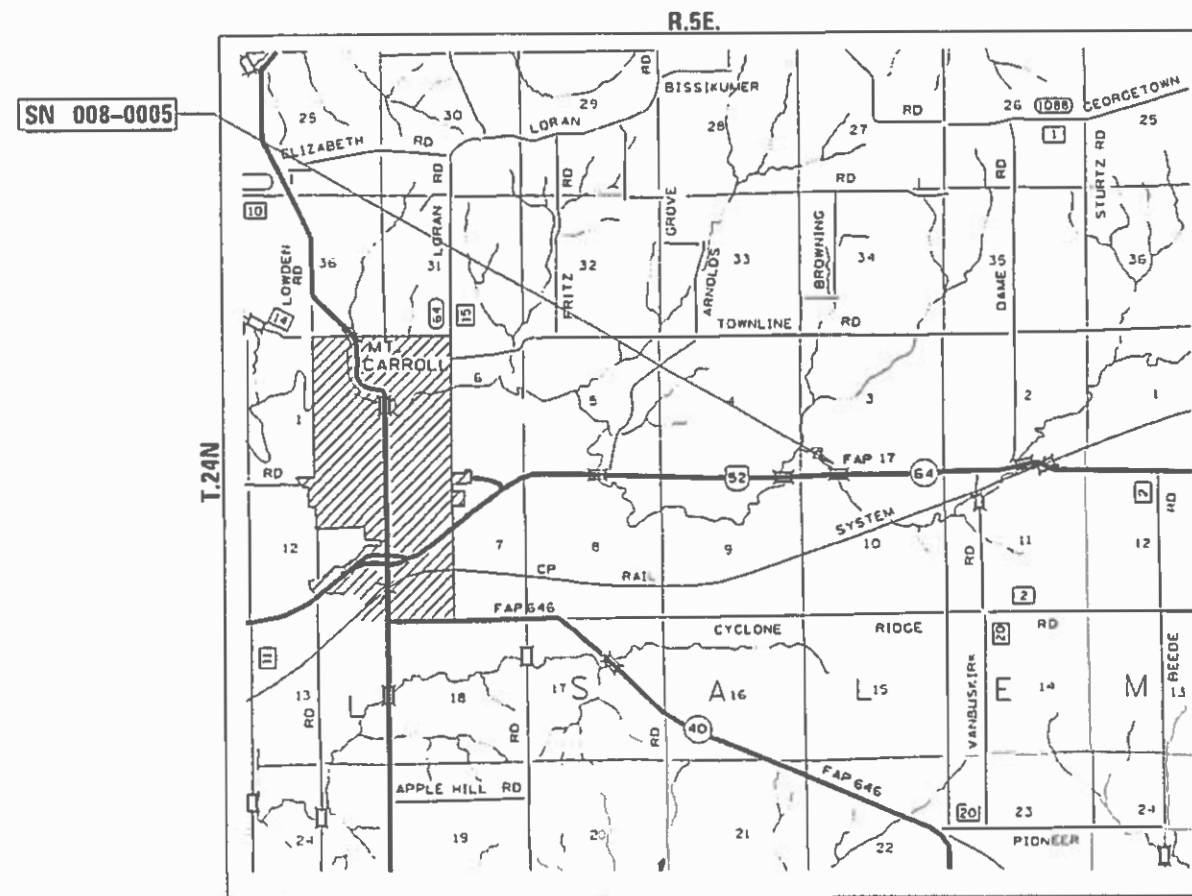 R.5E.
SN 008-0005
T.24N
BISSIKUMER
RD
29
30
25
28
27
26
1088
GEORGETOWN
25
RD
1
LORAN
ELIZABETH RD
RD
RD
RD
RD
STURTZ RD
10
LORAN
GROVE
LOWDEN RD
36
31
32
33
34
35
36
FRITZ
ARNOLDS
BROWNING
DAME
64
15
14
TOWNLINE RD
MT. CARROLL
6
5
4
3
2
1
1
FAP 17
52
64
RD
SYSTEM
2
RD
12
7
8
9
10
11
12
CP RAIL
RD
2
FAP 646
CYCLONE RIDGE RD
20
11
13
18
17
16
15
14
13
L S A L E M
RD
RD
RD
VANBUSKIRK
BEEDE
40
FAP 646
APPLE HILL RD
24
19
20
21
22
20
23
24
PIONEER